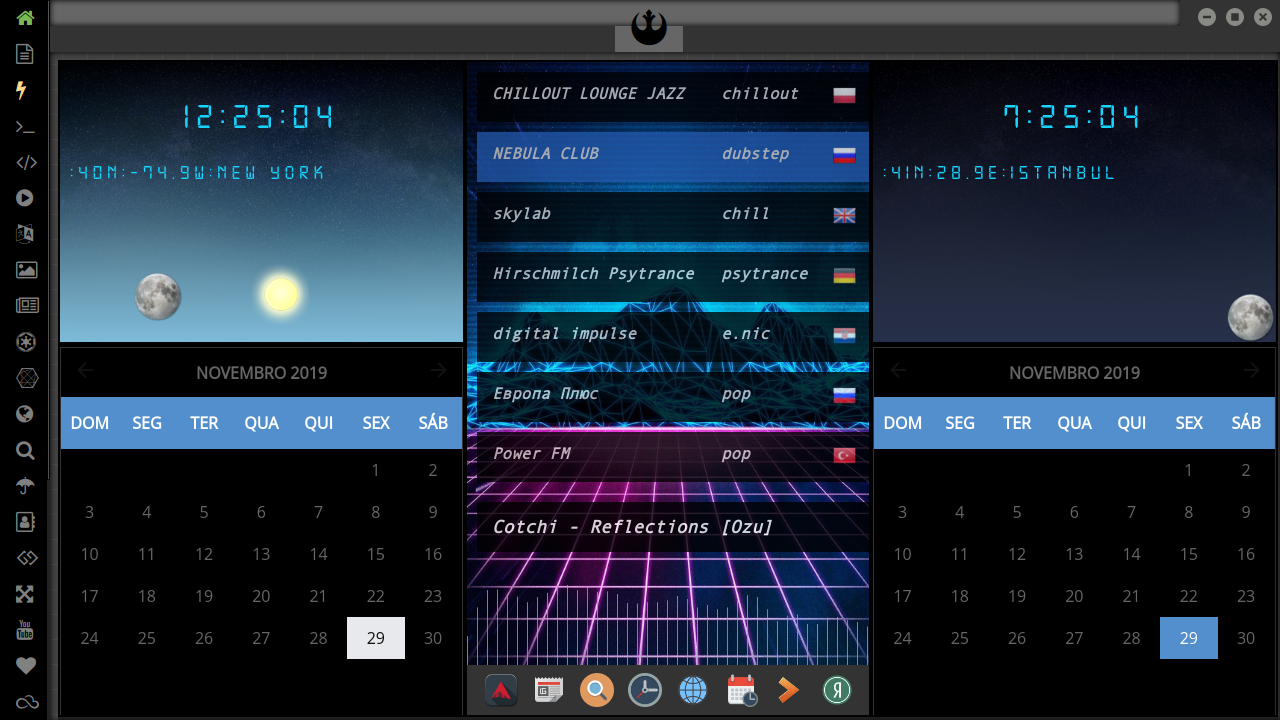 12:25:04
:40N:-74.9W:NEW YORK
NOVEMBRO 2019
DOM SEG TER QUA QUI SEX SÁB
1 2
3 4 5 6 7 8 9
10 11 12 13 14 15 16
17 18 19 20 21 22 23
24 25 26 27 28 29 30
CHILLOUT LOUNGE JAZZ chillout
NEBULA CLUB dubstep
skylab chill
Hirschmilch Psytrance psytrance
digital impulse e.nic
Европа Плюс pop
Power FM pop
Cotchi - Reflections [Ozu]
Я
7:25:04
:41N:28.9E:ISTANBUL
NOVEMBRO 2019
DOM SEG TER QUA QUI SEX SÁB
1 2
3 4 5 6 7 8 9
10 11 12 13 14 15 16
17 18 19 20 21 22 23
24 25 26 27 28 29 30
You
Tube